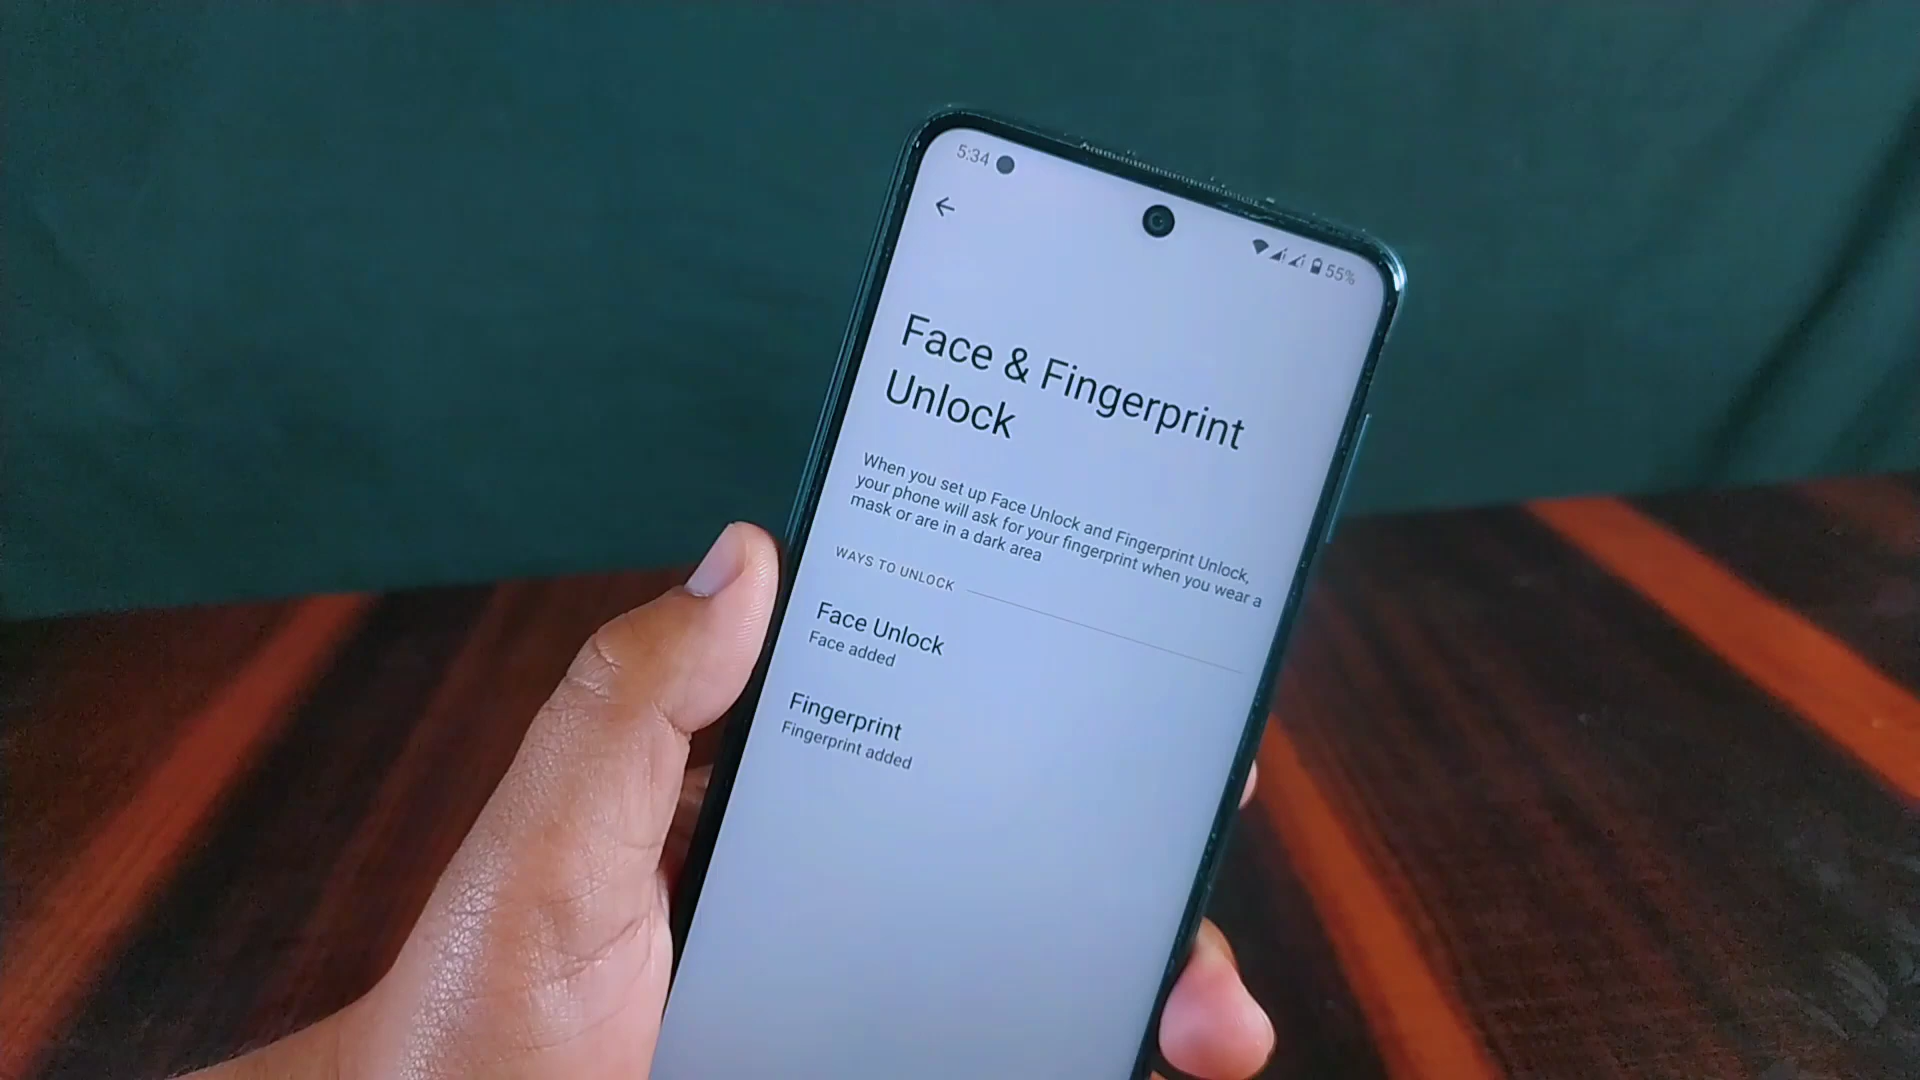 5:34
55%
Face & Fingerprint
Unlock
When you set up Face Unlock and Fingerprint Unlock,
your phone will ask for your fingerprint when you wear a
mask or are in a dark area
WAYS TO UNLOCK
Face Unlock
Face added
Fingerprint
Fingerprint added